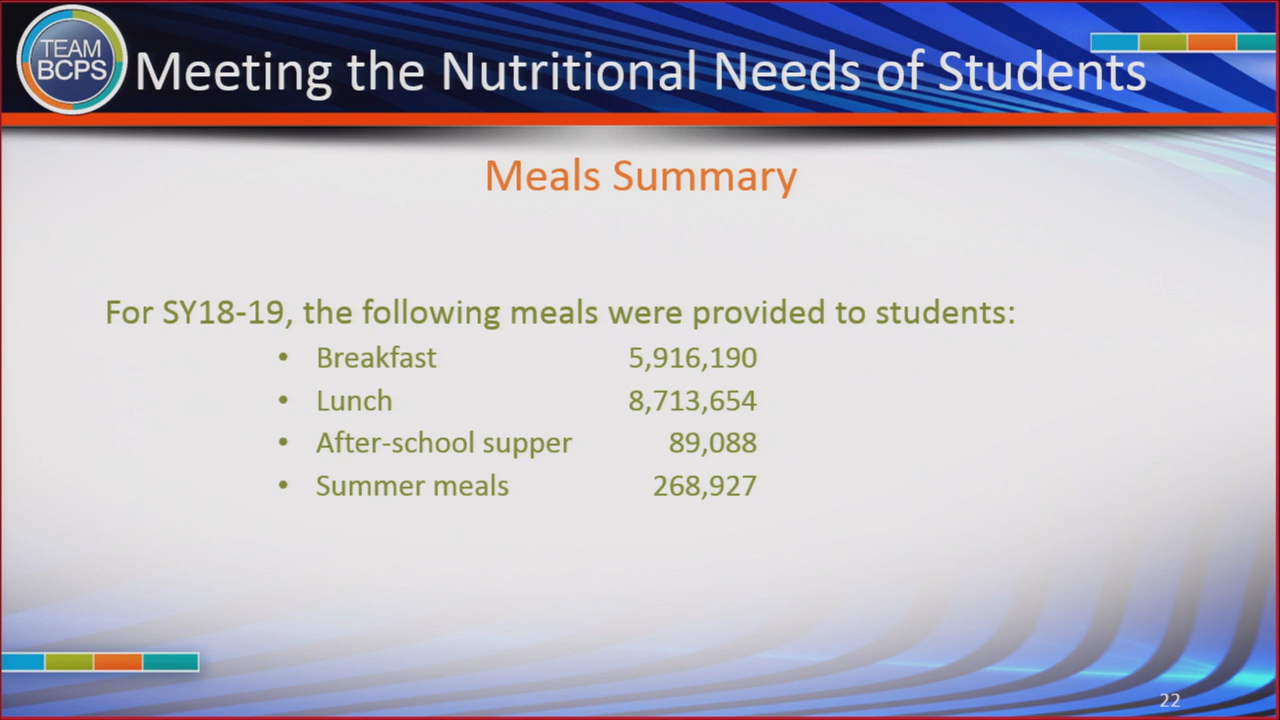 TEAM
BCPS
Meeting the Nutritional Needs of Students
Meals Summary
For SY18-19, the following meals were provided to students:
• Breakfast 5,916,190
• Lunch 8,713,654
• After-school supper 89,088
• Summer meals 268,927
22